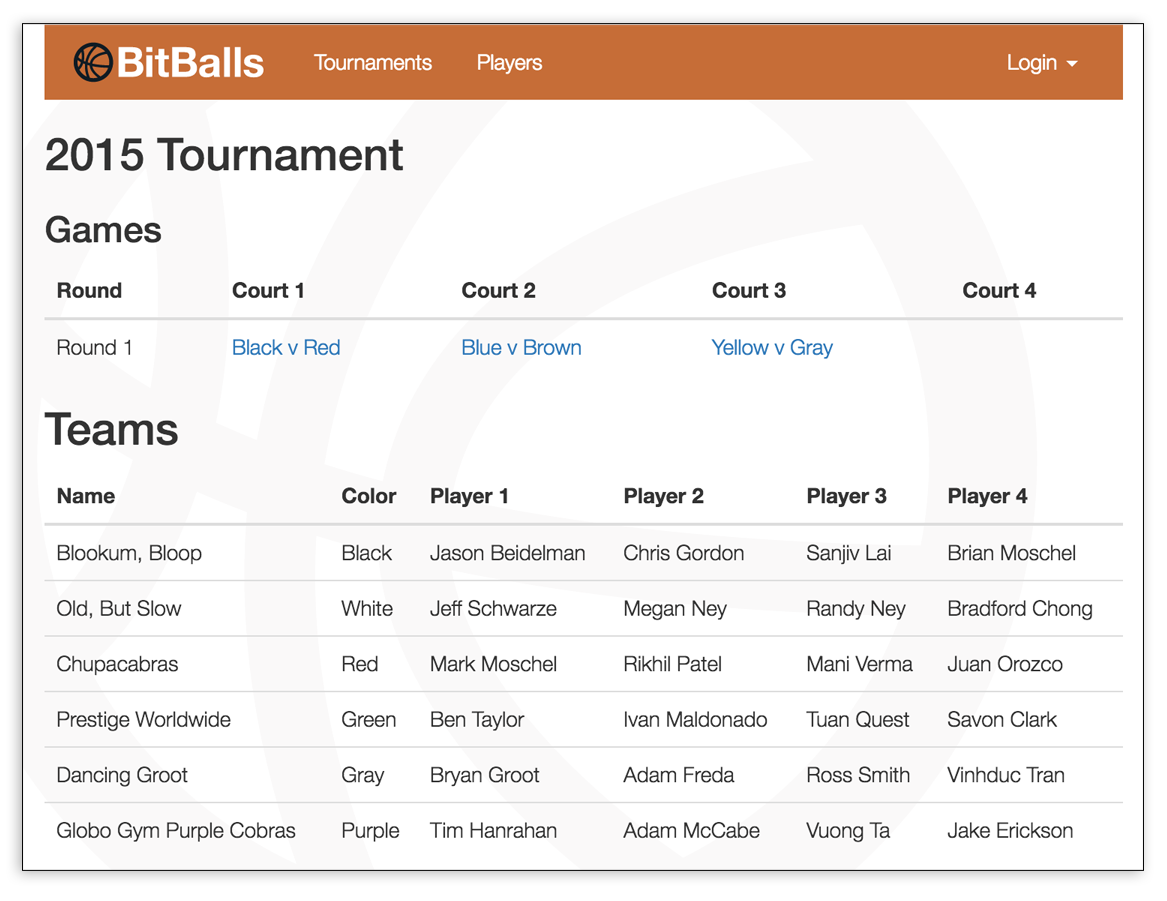 BitBalls Tournaments Players Login
2015 Tournament
Games
Round Court 1 Court 2 Court 3 Court 4
Round 1 Black v Red Blue v Brown Yellow v Gray
Teams
Name Color Player 1 Player 2 Player 3 Player 4
Blookum, Bloop Black Jason Beidelman Chris Gordon Sanjiv Lai Brian Moschel
Old, But Slow White Jeff Schwarze Megan Ney Randy Ney Bradford Chong
Chupacabras Red Mark Moschel Rikhil Patel Mani Verma Juan Orozco
Prestige Worldwide Green Ben Taylor Ivan Maldonado Tuan Quest Savon Clark
Dancing Groot Gray Bryan Groot Adam Freda Ross Smith Vinhduc Tran
Globo Gym Purple Cobras Purple Tim Hanrahan Adam McCabe Vuong Ta Jake Erickson